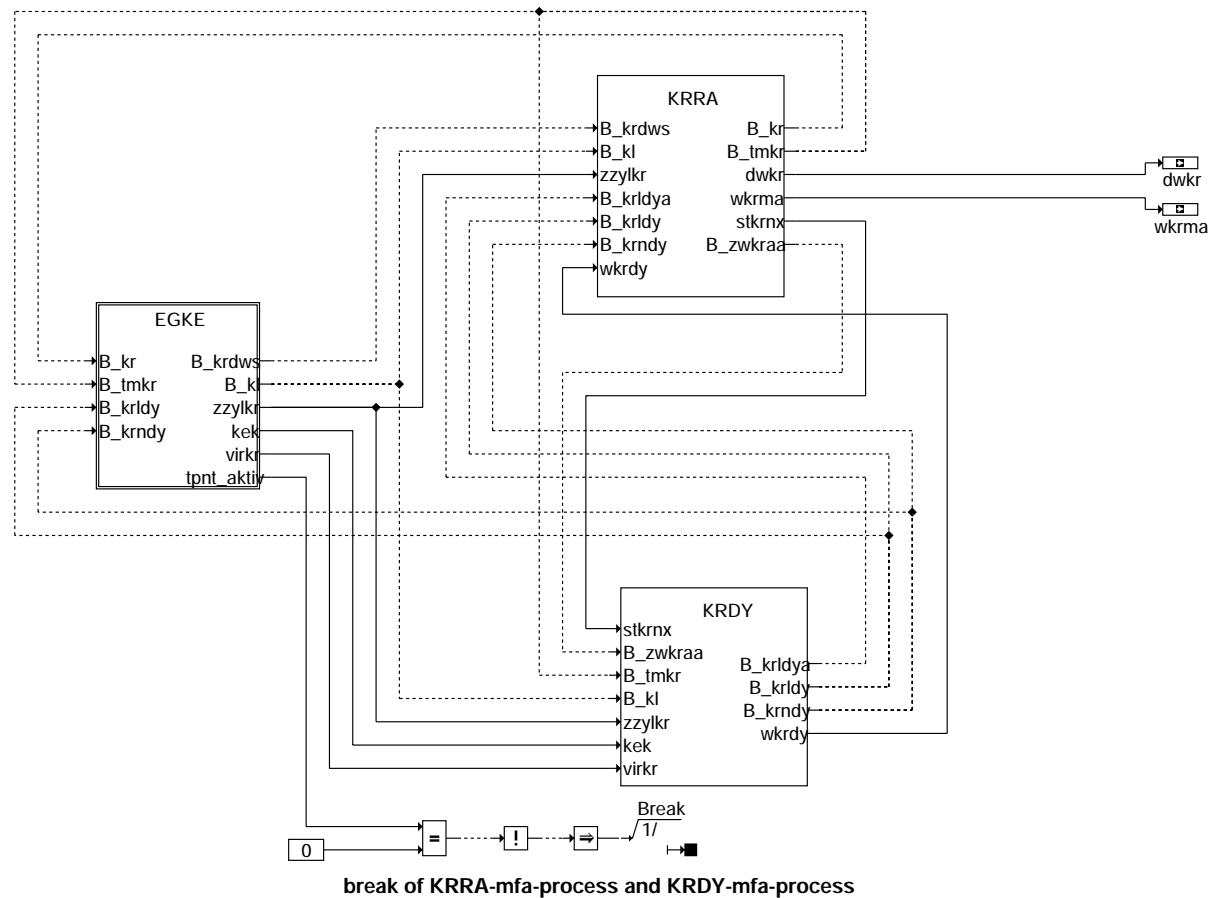 KRRA
B_krdws
B_kl
zzylkr
B_krldya
B_krldy
B_krndy
wkrdy
B_kr
B_tmkr
dwkr
wkrma
stkrnx
B_zwkraa
dwkr
wkrma
EGKE
B_kr
B_tmkr
B_krldy
B_krndy
B_krdws
B_kl
zzylkr
kek
virkr
tpnt_aktiv
KRDY
stkrnx
B_zwkraa
B_tmkr
B_kl
zzylkr
kek
virkr
B_krldya
B_krldy
B_krndy
wkrdy
Break
1/
0
=
!
⇒
break of KRRA-mfa-process and KRDY-mfa-process